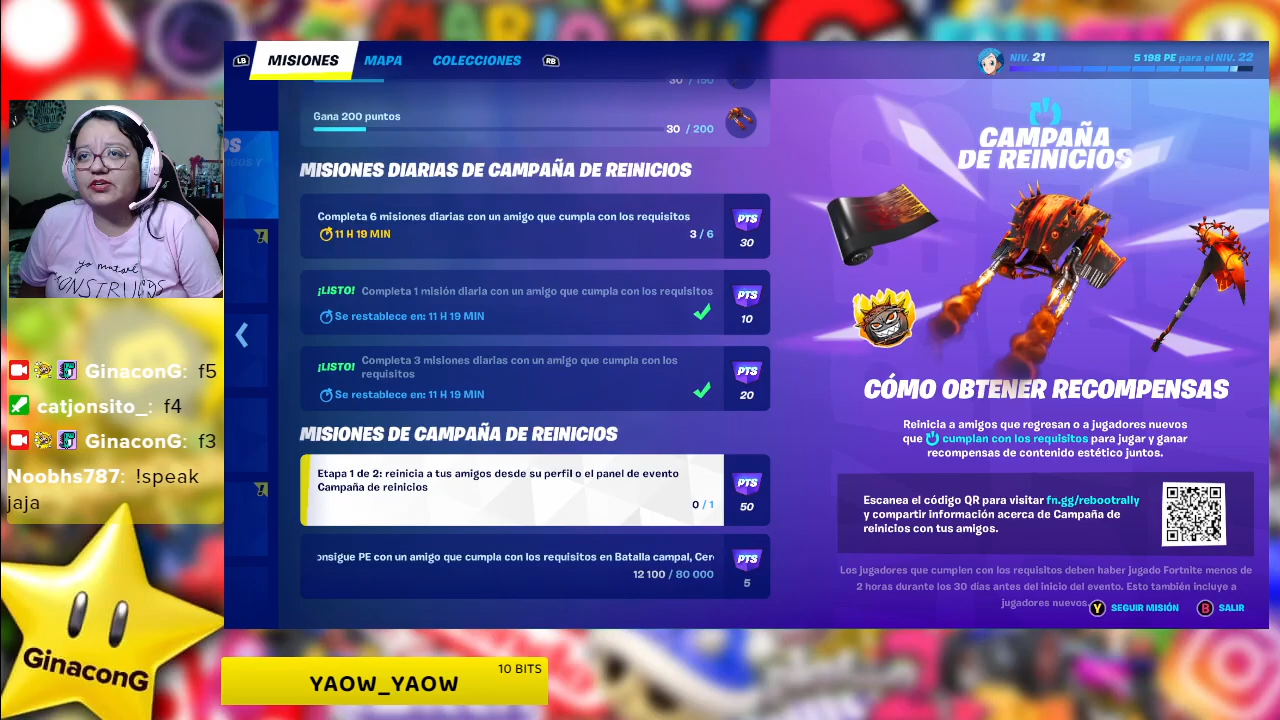 LB
MISIONES
MAPA
COLECCIONES
RB
NIV. 21
5 198 PE para el NIV. 22
30 / 150
Gana 200 puntos
30 / 200
MISIONES DIARIAS DE CAMPAÑA DE REINICIOS
Completa 6 misiones diarias con un amigo que cumpla con los requisitos
11 H 19 MIN
3 / 6
PTS
30
¡LISTO! Completa 1 misión diaria con un amigo que cumpla con los requisitos
Se restablece en: 11 H 19 MIN
PTS
10
¡LISTO! Completa 3 misiones diarias con un amigo que cumpla con los
requisitos
Se restablece en: 11 H 19 MIN
PTS
20
MISIONES DE CAMPAÑA DE REINICIOS
Etapa 1 de 2: reinicia a tus amigos desde su perfil o el panel de evento
Campaña de reinicios
0 / 1
PTS
50
onsigue PE con un amigo que cumpla con los requisitos en Batalla campal, Cer
12 100 / 80 000
PTS
5
CAMPAÑA
DE REINICIOS
CÓMO OBTENER RECOMPENSAS
Reinicia a amigos que regresan o a jugadores nuevos
que cumplan con los requisitos para jugar y ganar
recompensas de contenido estético juntos.
Escanea el código QR para visitar fn.gg/rebootrally
y compartir información acerca de Campaña de
reinicios con tus amigos.
Los jugadores que cumplen con los requisitos deben haber jugado Fortnite menos de
2 horas durante los 30 días antes del inicio del evento. Esto también incluye a
jugadores nuevos.
Y SEGUIR MISIÓN
B SALIR
GinaconG: f5
catjonsito_: f4
GinaconG: f3
Noobhs787: !speak
jaja
GinaconG
10 BITS
YAOW_YAOW